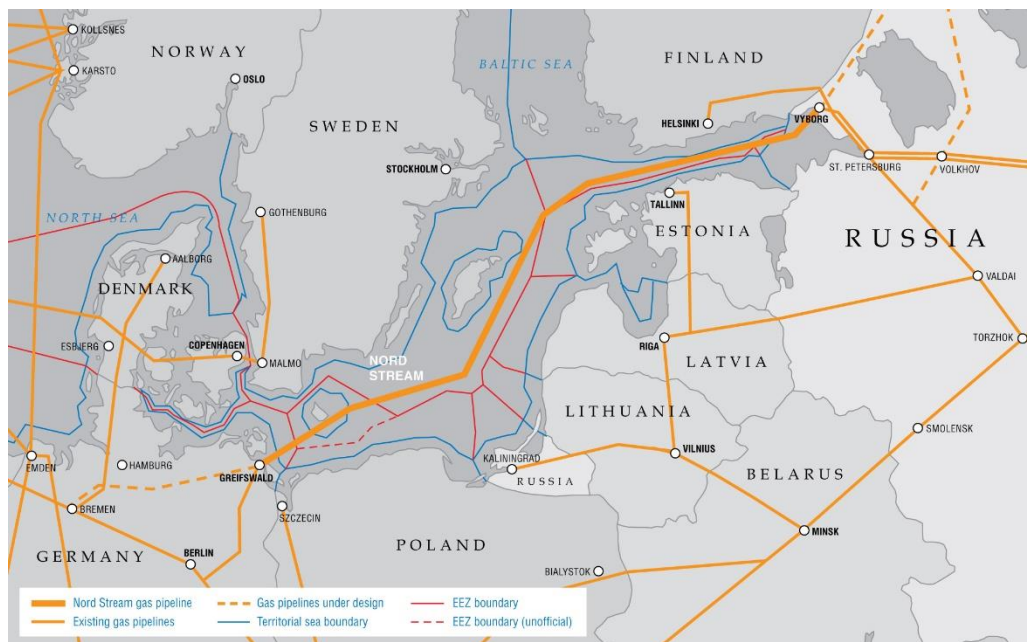 KOLLSNES
NORWAY
FINLAND
KARSTO
OSLO
BALTIC SEA
SWEDEN
HELSINKI
VYBORG
STOCKHOLM
ST. PETERSBURG
VOLKHOV
TALLINN
NORTH SEA
GOTHENBURG
ESTONIA
RUSSIA
AALBORG
DENMARK
VALDAI
ESBJERG
COPENHAGEN
MALMO
NORD
STREAM
RIGA
LATVIA
TORZHOK
LITHUANIA
SMOLENSK
EMDEN
HAMBURG
GREIFSWALD
KALININGRAD
RUSSIA
VILNIUS
BELARUS
BREMEN
SZCZECIN
GERMANY
BERLIN
POLAND
MINSK
BIALYSTOK
Nord Stream gas pipeline
Gas pipelines under design
EEZ boundary
Existing gas pipelines
Territorial sea boundary
EEZ boundary (unofficial)